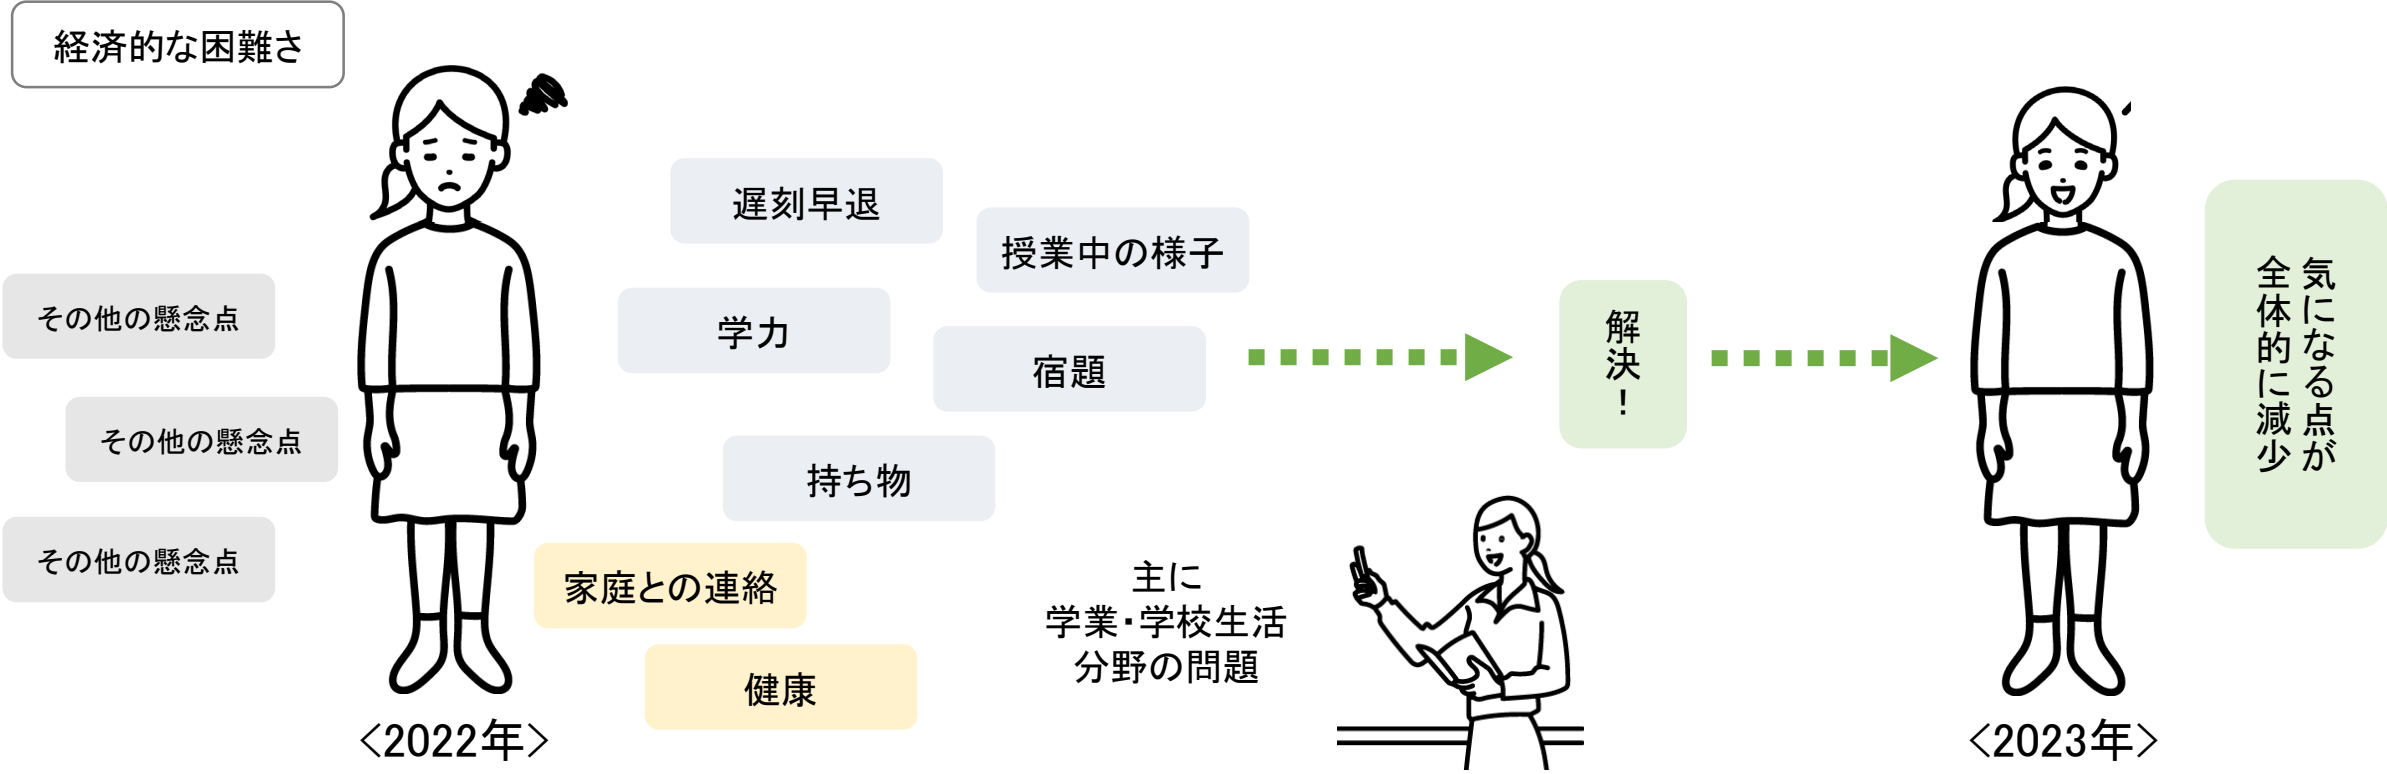 経済的な困難さ
その他の懸念点
その他の懸念点
その他の懸念点
<2022年>
遅刻早退
授業中の様子
学力
宿題
持ち物
家庭との連絡
健康
主に
学業・学校生活
分野の問題
解決！
気になる点が
全体的に減少
<2023年>